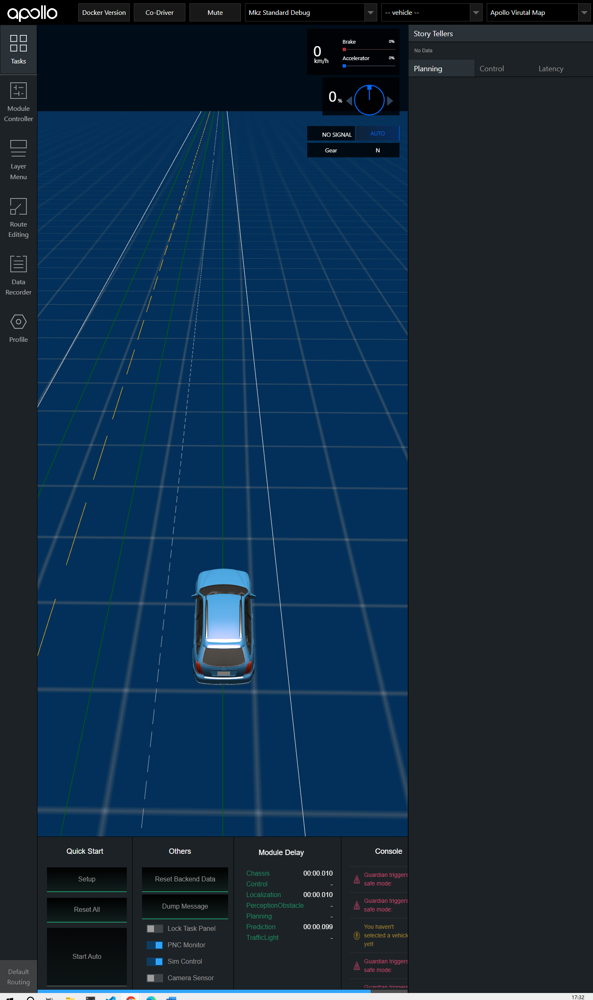 apollo
Docker Version
Co-Driver
Mute
Mkz Standard Debug
-- vehicle --
Apollo Virutal Map
Tasks
Module
Controller
Layer
Menu
Route
Editing
Data
Recorder
Profile
Default
Routing
0
km/h
Brake
0%
Accelerator
0%
0 %
NO SIGNAL
AUTO
Gear
N
Story Tellers
No Data
Planning
Control
Latency
Quick Start
Setup
Reset All
Start Auto
Others
Reset Backend Data
Dump Message
Lock Task Panel
PNC Monitor
Sim Control
Camera Sensor
Module Delay
Chassis 00:00.010
Control -
Localization 00:00.010
PerceptionObstacle -
Planning -
Prediction 00:00.099
TrafficLight -
Console
Guardian triggers
safe mode:
Guardian triggers
safe mode:
You haven't
selected a vehicle
yet!
Guardian triggers
safe mode:
Guardian triggers
17:32